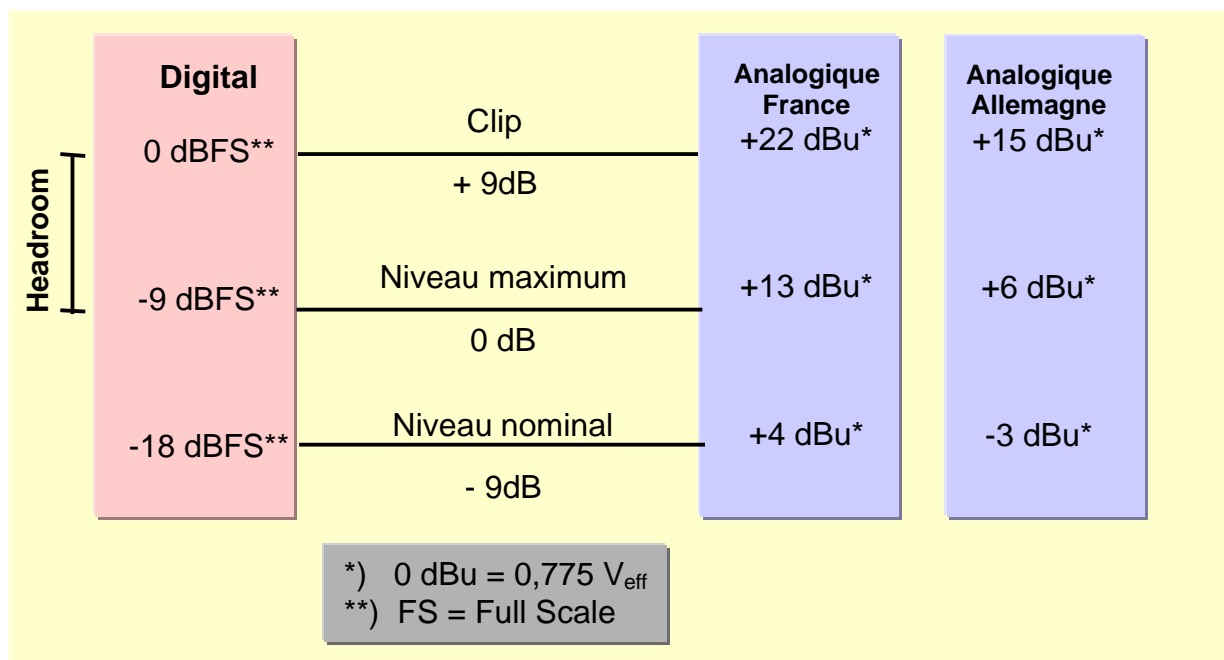 Digital
Analogique
France
Analogique
Allemagne
Clip
0 dBFS**
+22 dBu*
+15 dBu*
+ 9dB
Headroom
Niveau maximum
-9 dBFS**
+13 dBu*
+6 dBu*
0 dB
Niveau nominal
-18 dBFS**
+4 dBu*
-3 dBu*
- 9dB
*) 0 dBu = 0,775 Veff
**) FS = Full Scale